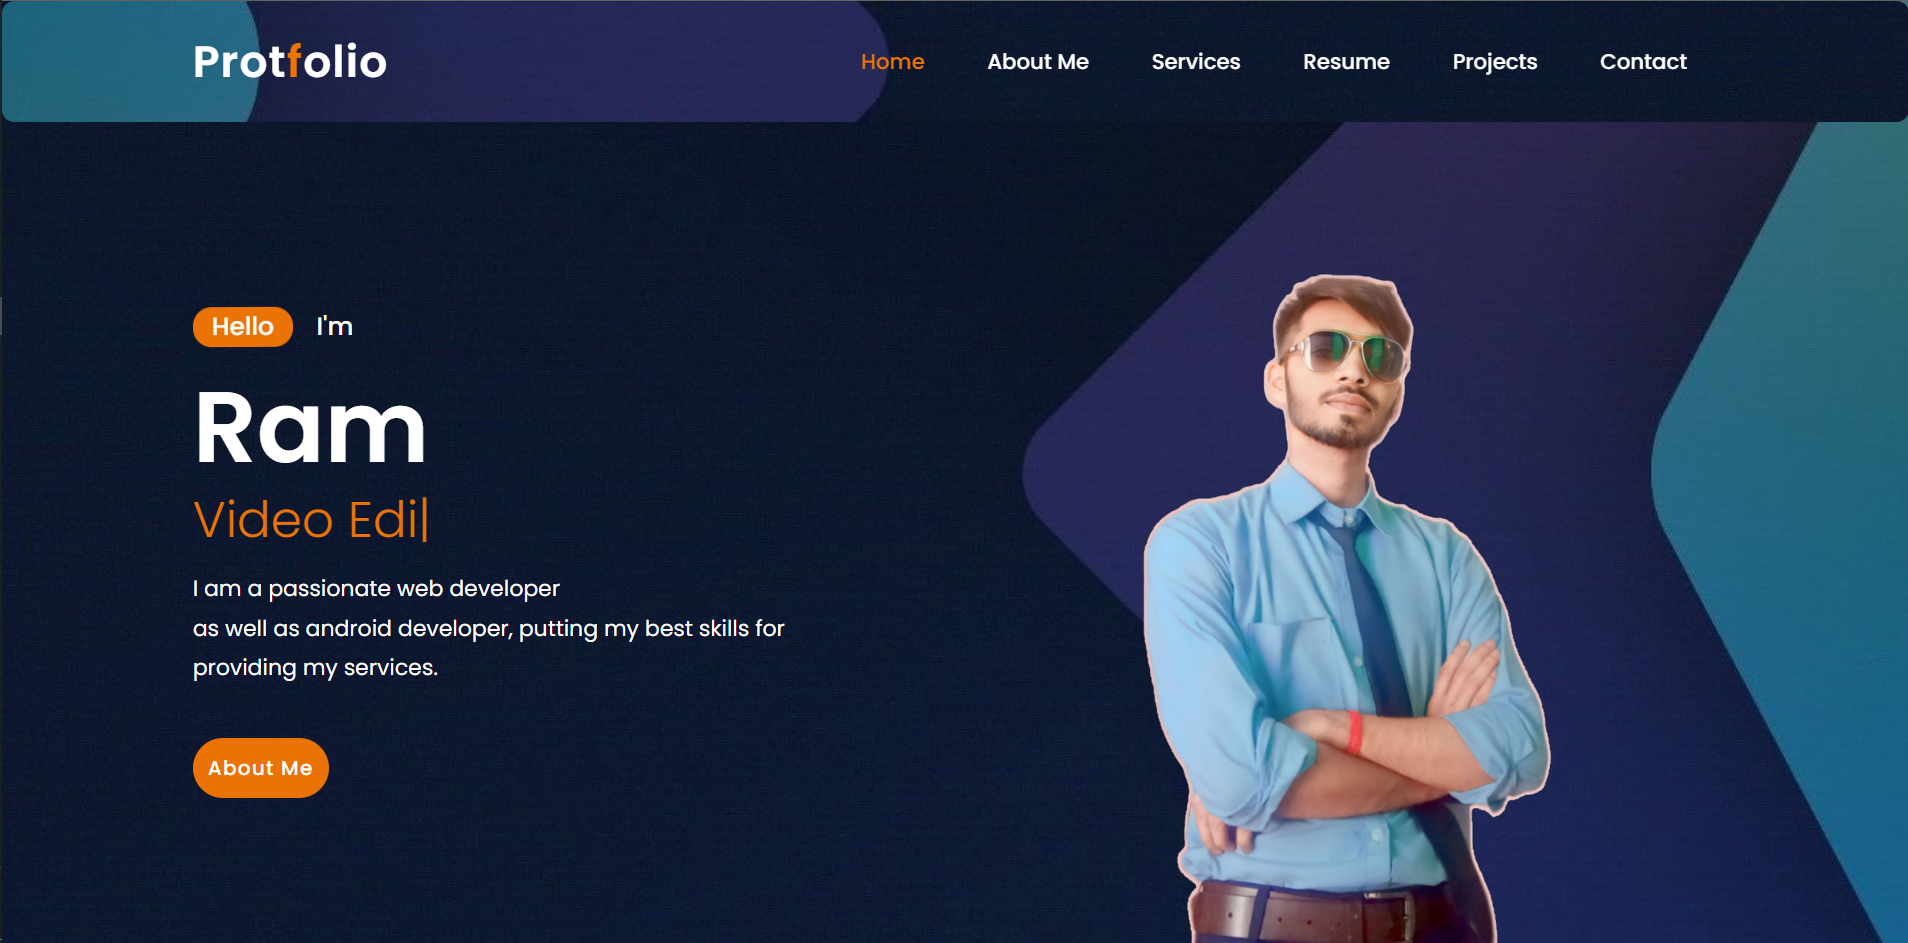 Protfolio
Home About Me Services Resume Projects Contact
Hello I'm
Ram
Video Edi|
I am a passionate web developer
as well as android developer, putting my best skills for
providing my services.
About Me